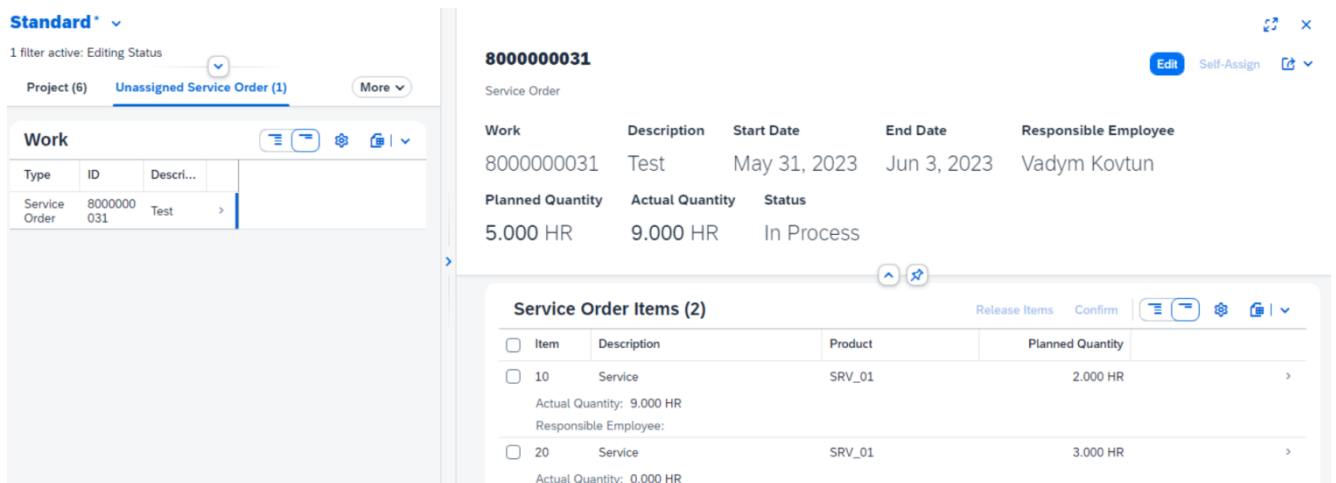 Standard*
1 filter active: Editing Status
Project (6) Unassigned Service Order (1) More
Work
Type ID Descri...
Service Order 8000000031 Test
8000000031
Edit Self-Assign
Service Order
Work Description Start Date End Date Responsible Employee
8000000031 Test May 31, 2023 Jun 3, 2023 Vadym Kovtun
Planned Quantity Actual Quantity Status
5.000 HR 9.000 HR In Process
Service Order Items (2) Release Items Confirm
Item Description Product Planned Quantity
10 Service SRV_01 2.000 HR
Actual Quantity: 9.000 HR
Responsible Employee:
20 Service SRV_01 3.000 HR
Actual Quantity: 0.000 HR